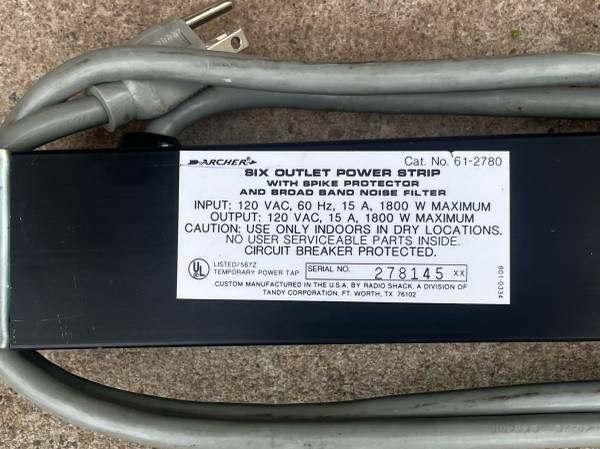 ARCHER Cat. No. 61-2780
SIX OUTLET POWER STRIP
WITH SPIKE PROTECTOR
AND BROAD BAND NOISE FILTER
INPUT: 120 VAC, 60 Hz, 15 A, 1800 W MAXIMUM
OUTPUT: 120 VAC, 15 A, 1800 W MAXIMUM
CAUTION: USE ONLY INDOORS IN DRY LOCATIONS.
NO USER SERVICEABLE PARTS INSIDE.
CIRCUIT BREAKER PROTECTED.
UL LISTED/567Z
TEMPORARY POWER TAP
SERIAL NO. 278145 XX
801-0334
CUSTOM MANUFACTURED IN THE U.S.A. BY RADIO SHACK, A DIVISION OF
TANDY CORPORATION, FT. WORTH, TX 76102